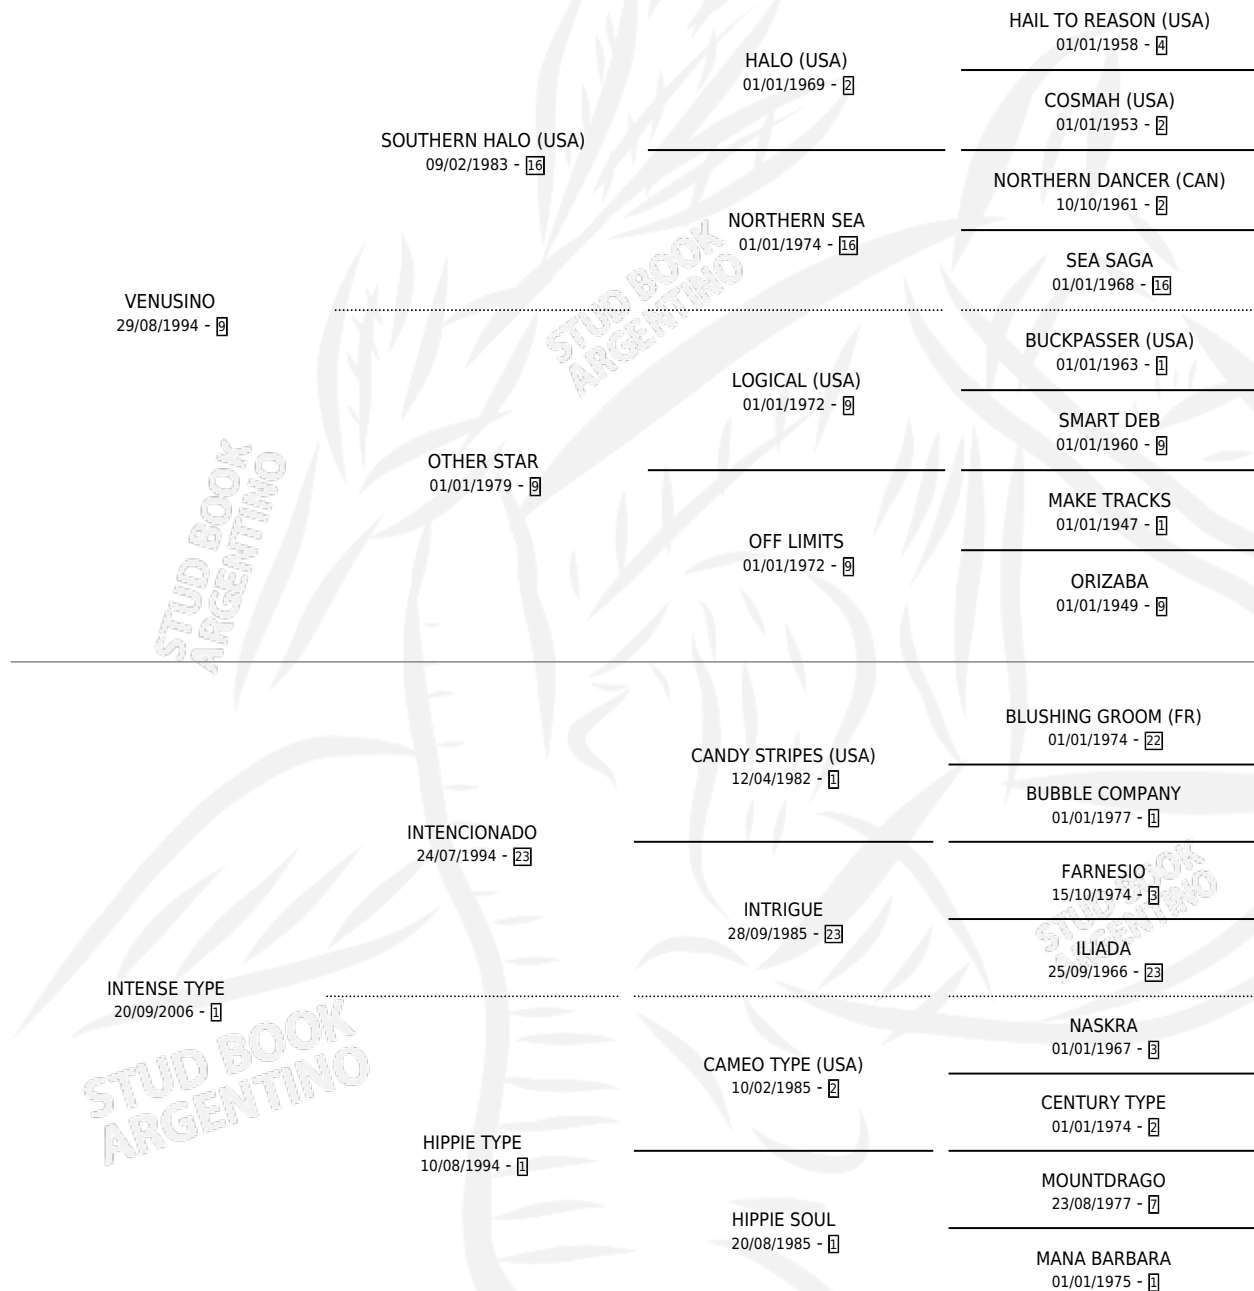 HAIL TO REASON (USA)
01/01/1958 - 4
HALO (USA)
01/01/1969 - 2
COSMAH (USA)
01/01/1953 - 2
SOUTHERN HALO (USA)
09/02/1983 - 16
NORTHERN DANCER (CAN)
10/10/1961 - 2
NORTHERN SEA
01/01/1974 - 16
SEA SAGA
01/01/1968 - 16
VENUSINO
29/08/1994 - 9
BUCKPASSER (USA)
01/01/1963 - 1
LOGICAL (USA)
01/01/1972 - 9
SMART DEB
01/01/1960 - 9
OTHER STAR
01/01/1979 - 9
MAKE TRACKS
01/01/1947 - 1
OFF LIMITS
01/01/1972 - 9
ORIZABA
01/01/1949 - 9
BLUSHING GROOM (FR)
01/01/1974 - 22
CANDY STRIPES (USA)
12/04/1982 - 1
BUBBLE COMPANY
01/01/1977 - 1
INTENCIONADO
24/07/1994 - 23
FARNESIO
15/10/1974 - 3
INTRIGUE
28/09/1985 - 23
ILIADA
25/09/1966 - 23
INTENSE TYPE
20/09/2006 - 1
NASKRA
01/01/1967 - 3
CAMEO TYPE (USA)
10/02/1985 - 2
CENTURY TYPE
01/01/1974 - 2
HIPPIE TYPE
10/08/1994 - 1
MOUNTDRAGO
23/08/1977 - 7
HIPPIE SOUL
20/08/1985 - 1
MANA BARBARA
01/01/1975 - 1
STUD BOOK
ARGENTINO
STUD BOOK
ARGENTINO
STUD BOOK
ARGENTINO
STUD BOOK
ARGENTINO